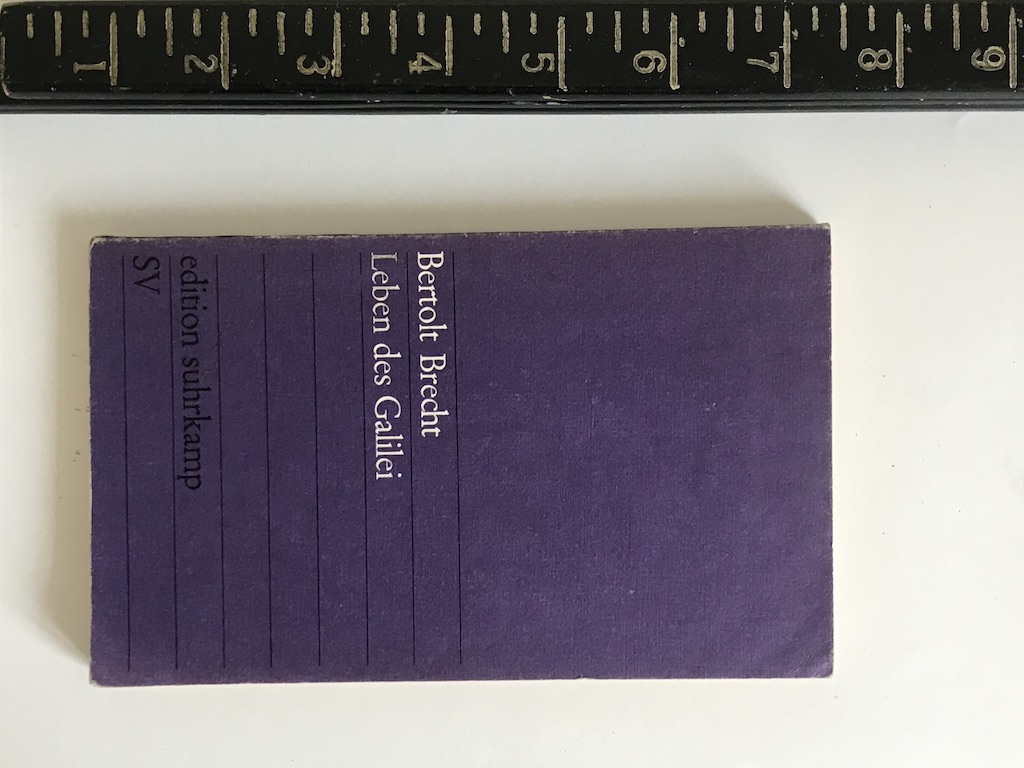 1 2 3 4 5 6 7 8 9
Bertolt Brecht
Leben des Galilei
edition suhrkamp
SV